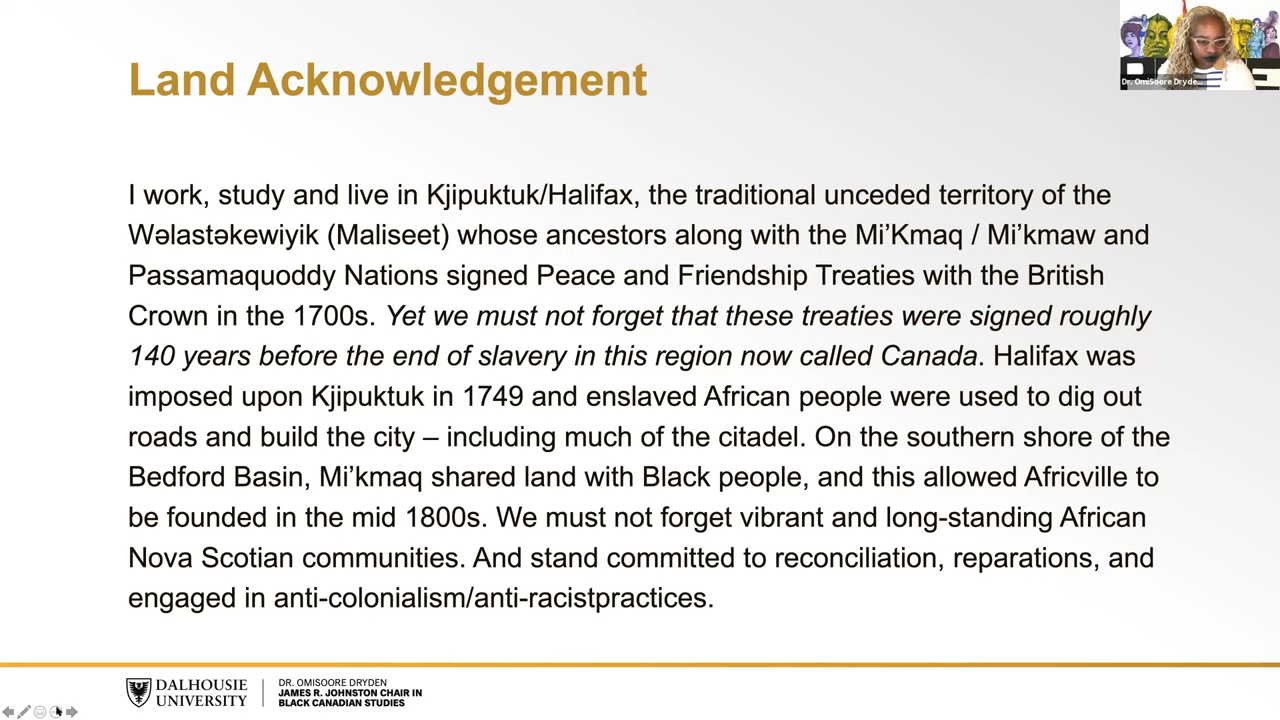 Land Acknowledgement
Dr. OmiSoore Dryde...
I work, study and live in Kjipuktuk/Halifax, the traditional unceded territory of the
Wəlastəkewiyik (Maliseet) whose ancestors along with the Mi’Kmaq / Mi’kmaw and
Passamaquoddy Nations signed Peace and Friendship Treaties with the British
Crown in the 1700s. Yet we must not forget that these treaties were signed roughly
140 years before the end of slavery in this region now called Canada. Halifax was
imposed upon Kjipuktuk in 1749 and enslaved African people were used to dig out
roads and build the city – including much of the citadel. On the southern shore of the
Bedford Basin, Mi’kmaq shared land with Black people, and this allowed Africville to
be founded in the mid 1800s. We must not forget vibrant and long-standing African
Nova Scotian communities. And stand committed to reconciliation, reparations, and
engaged in anti-colonialism/anti-racistpractices.
DALHOUSIE
UNIVERSITY
DR. OMISOORE DRYDEN
JAMES R. JOHNSTON CHAIR IN
BLACK CANADIAN STUDIES